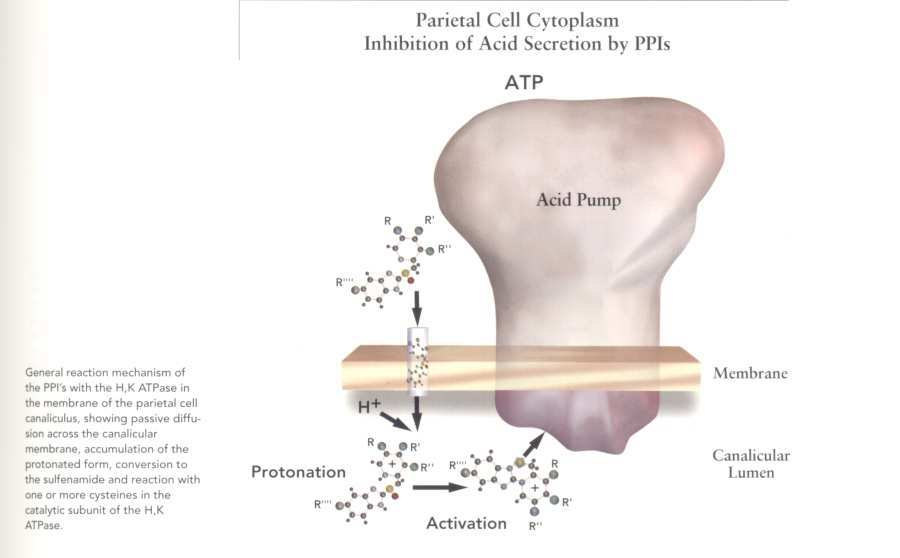 Parietal Cell Cytoplasm
Inhibition of Acid Secretion by PPIs
ATP
Acid Pump
R
R'
R''
R''''
Membrane
General reaction mechanism of
the PPI's with the H,K ATPase in
the membrane of the parietal cell
canaliculus, showing passive diffu-
sion across the canalicular
membrane, accumulation of the
protonated form, conversion to
the sulfenamide and reaction with
one or more cysteines in the
catalytic subunit of the H,K
ATPase.
H+
R
R'
+
R''
R''''
Protonation
R''''
R
+
R'
R''
Activation
Canalicular
Lumen